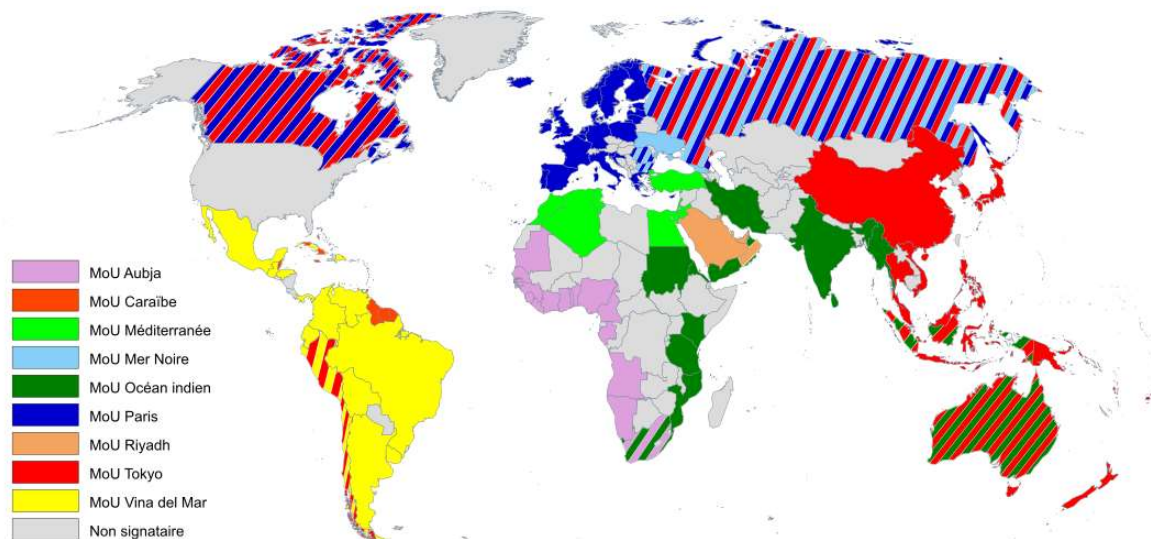 MoU Aubja
MoU Caraïbe
MoU Méditerranée
MoU Mer Noire
MoU Océan indien
MoU Paris
MoU Riyadh
MoU Tokyo
MoU Vina del Mar
Non signataire